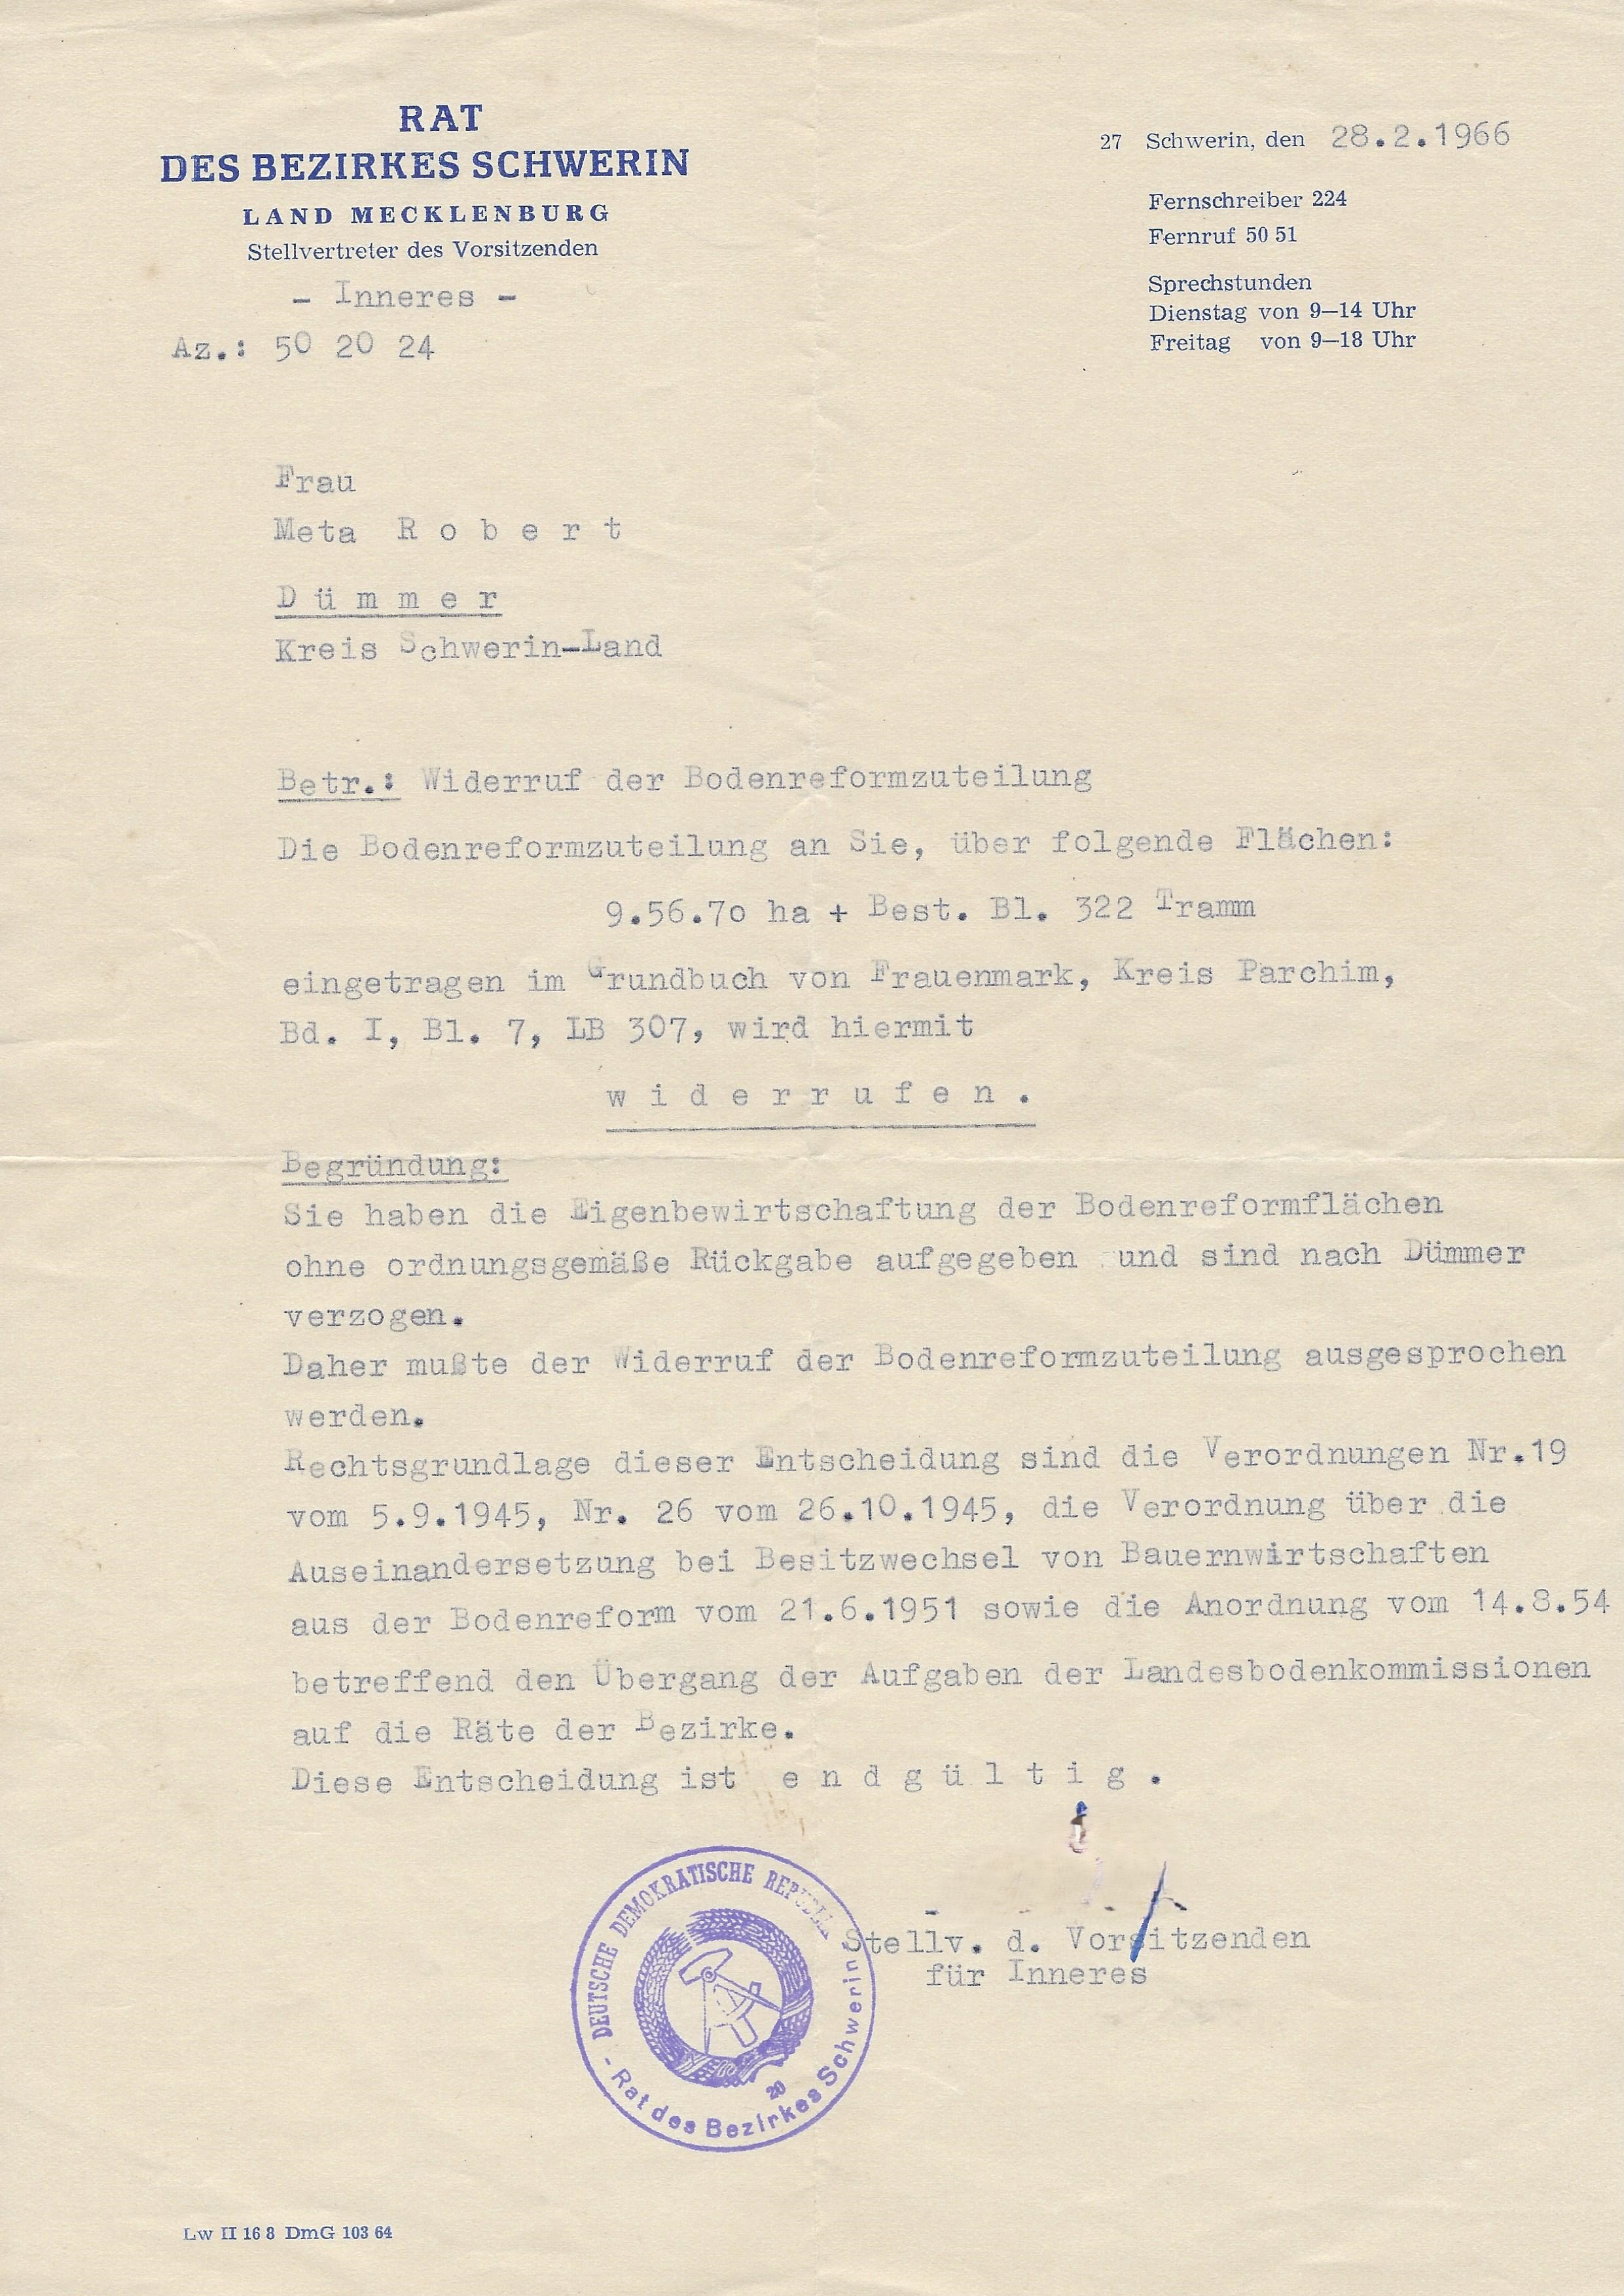 RAT
DES BEZIRKES SCHWERIN
LAND MECKLENBURG
Stellvertreter des Vorsitzenden
- Inneres -
Az.: 50 20 24
27 Schwerin, den 28.2.1966
Fernschreiber 224
Fernruf 50 51
Sprechstunden
Dienstag von 9—14 Uhr
Freitag von 9—18 Uhr
Frau
Meta R o b e r t
D ü m m e r
Kreis Schwerin-Land
Betr.: Widerruf der Bodenreformzuteilung
Die Bodenreformzuteilung an Sie, über folgende Flächen:
9.56.7o ha + Best. Bl. 322 Tramm
eingetragen im Grundbuch von Frauenmark, Kreis Parchim,
Bd. I, Bl. 7, LB 307, wird hiermit
w i d e r r u f e n .
Begründung:
Sie haben die Eigenbewirtschaftung der Bodenreformflächen
ohne ordnungsgemäße Rückgabe aufgegeben und sind nach Dümmer
verzogen.
Daher mußte der Widerruf der Bodenreformzuteilung ausgesprochen
werden.
Rechtsgrundlage dieser Entscheidung sind die Verordnungen Nr.19
vom 5.9.1945, Nr. 26 vom 26.10.1945, die Verordnung über die
Auseinandersetzung bei Besitzwechsel von Bauernwirtschaften
aus der Bodenreform vom 21.6.1951 sowie die Anordnung vom 14.8.54
betreffend den Übergang der Aufgaben der Landesbodenkommissionen
auf die Räte der Bezirke.
Diese Entscheidung ist e n d g ü l t i g .
Stellv. d. Vorsitzenden
für Inneres
DEUTSCHE DEMOKRATISCHE REPUBLIK
- Rat des Bezirkes Schwerin -
20
Lw II 16 8 DmG 103 64